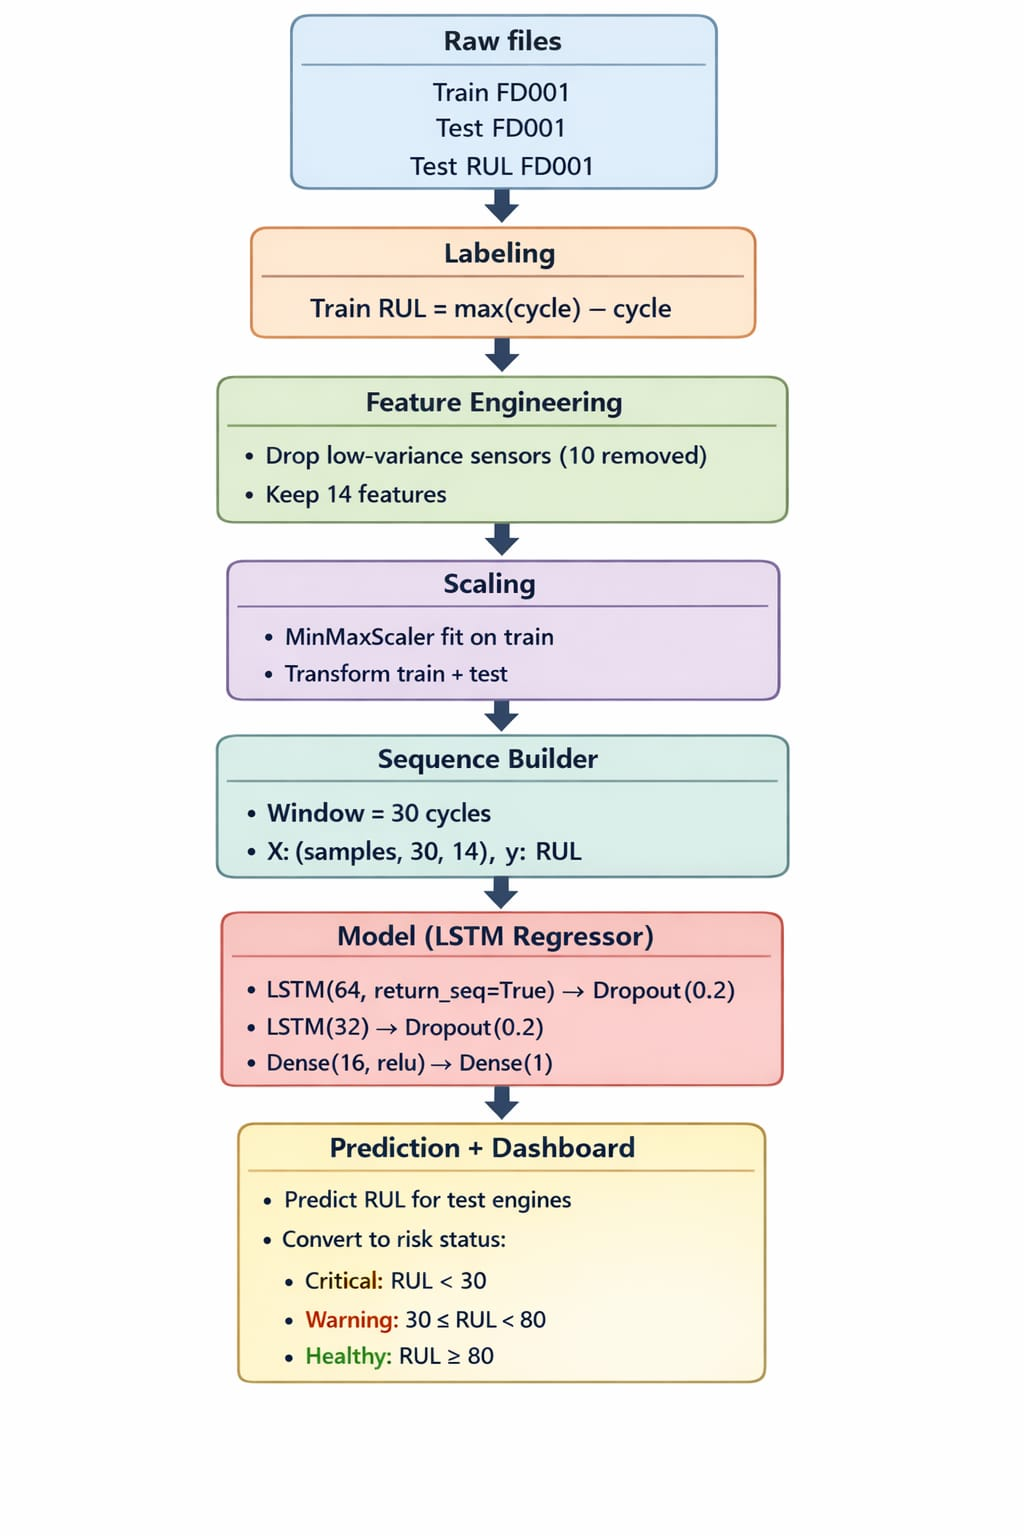 Raw files
Train FD001
Test FD001
Test RUL FD001
Labeling
Train RUL = max(cycle) – cycle
Feature Engineering
• Drop low-variance sensors (10 removed)
• Keep 14 features
Scaling
• MinMaxScaler fit on train
• Transform train + test
Sequence Builder
• Window = 30 cycles
• X: (samples, 30, 14), y: RUL
Model (LSTM Regressor)
• LSTM(64, return_seq=True) → Dropout(0.2)
• LSTM(32) → Dropout(0.2)
• Dense(16, relu) → Dense(1)
Prediction + Dashboard
• Predict RUL for test engines
• Convert to risk status:
• Critical: RUL < 30
• Warning: 30 ≤ RUL < 80
• Healthy: RUL ≥ 80